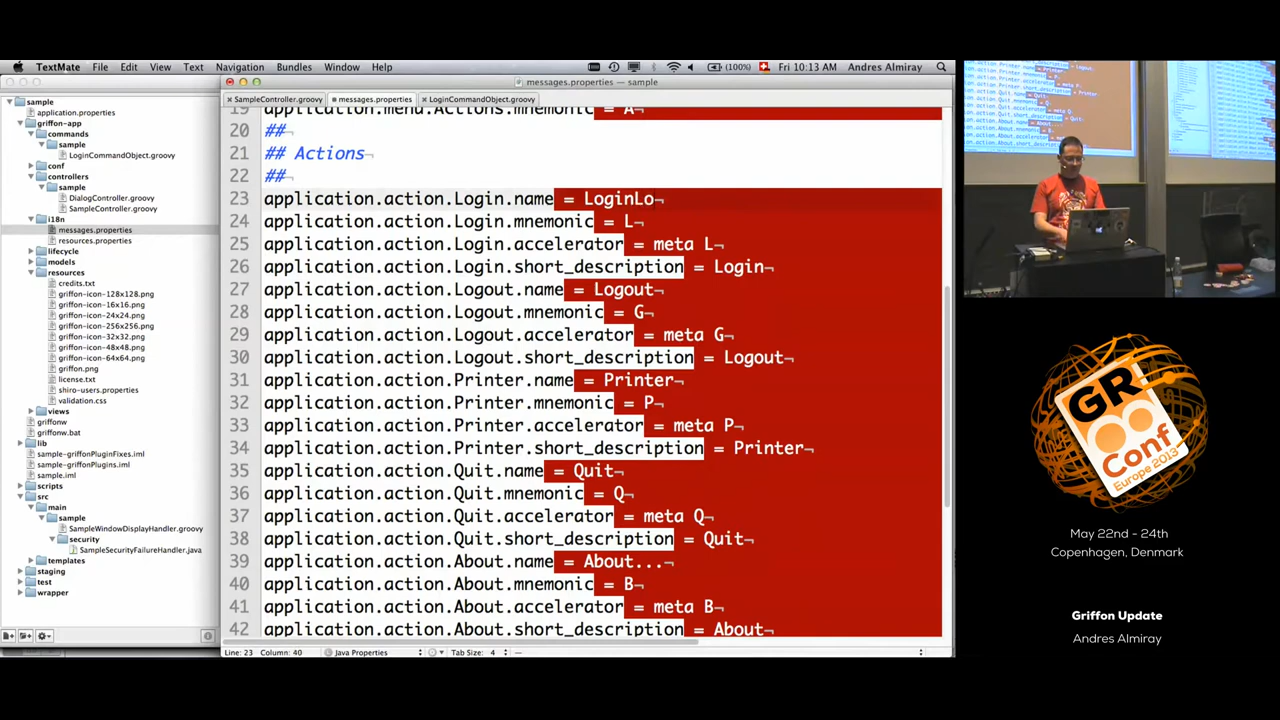 TextMate File Edit View Text Navigation Bundles Window Help (100%) Fri 10:13 AM Andres Almiray
messages.properties — sample
SampleController.groovy messages.properties LoginCommandObject.groovy
sample
application.properties
griffon-app
commands
sample
LoginCommandObject.groovy
conf
controllers
sample
DialogController.groovy
SampleController.groovy
i18n
messages.properties
resources.properties
lifecycle
models
resources
credits.txt
griffon-icon-128x128.png
griffon-icon-16x16.png
griffon-icon-24x24.png
griffon-icon-256x256.png
griffon-icon-32x32.png
griffon-icon-48x48.png
griffon-icon-64x64.png
griffon.png
license.txt
shiro-users.properties
validation.css
views
griffonw
griffonw.bat
lib
sample-griffonPluginFixes.iml
sample-griffonPlugins.iml
sample.iml
scripts
src
main
sample
SampleWindowDisplayHandler.groovy
security
SampleSecurityFailureHandler.java
templates
staging
test
wrapper
19 application.menu.Actions.mnemonic = A
20 ##¬
21 ## Actions¬
22 ##¬
23 application.action.Login.name = LoginLo¬
24 application.action.Login.mnemonic = L¬
25 application.action.Login.accelerator = meta L¬
26 application.action.Login.short_description = Login¬
27 application.action.Logout.name = Logout¬
28 application.action.Logout.mnemonic = G¬
29 application.action.Logout.accelerator = meta G¬
30 application.action.Logout.short_description = Logout¬
31 application.action.Printer.name = Printer¬
32 application.action.Printer.mnemonic = P¬
33 application.action.Printer.accelerator = meta P¬
34 application.action.Printer.short_description = Printer¬
35 application.action.Quit.name = Quit¬
36 application.action.Quit.mnemonic = Q¬
37 application.action.Quit.accelerator = meta Q¬
38 application.action.Quit.short_description = Quit¬
39 application.action.About.name = About...¬
40 application.action.About.mnemonic = B¬
41 application.action.About.accelerator = meta B¬
42 application.action.About.short_description = About¬
Line: 23 Column: 40 Java Properties Tab Size: 4 —
GR
Conf
Europe 2013
May 22nd - 24th
Copenhagen, Denmark
Griffon Update
Andres Almiray